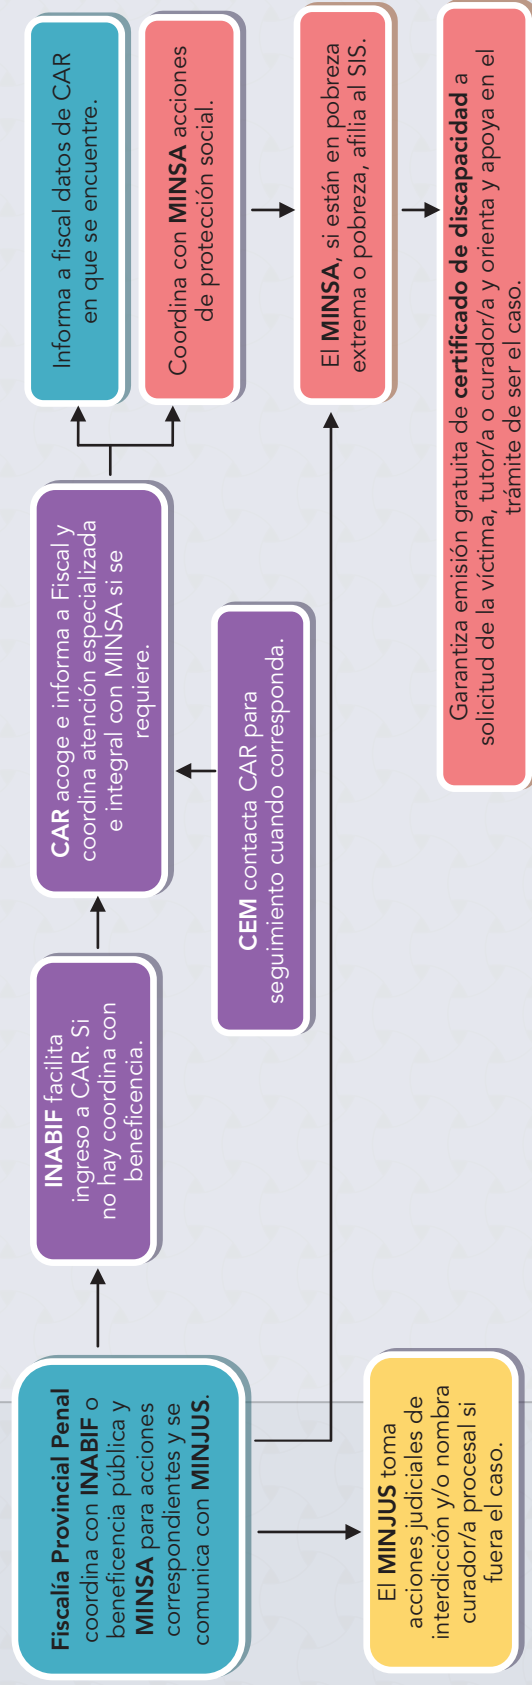 Fiscalía Provincial Penal
coordina con INABIF o
beneficencia pública y
MINSA para acciones
correspondientes y se
comunica con MINJUS.
El MINJUS toma
acciones judiciales de
interdicción y/o nombra
curador/a procesal si
fuera el caso.
INABIF facilita
ingreso a CAR. Si
no hay coordina con
beneficencia.
CAR acoge e informa a Fiscal y
coordina atención especializada
e integral con MINSA si se
requiere.
CEM contacta CAR para
seguimiento cuando corresponda.
Informa a fiscal datos de CAR
en que se encuentre.
Coordina con MINSA acciones
de protección social.
El MINSA, si están en pobreza
extrema o pobreza, afilia al SIS.
Garantiza emisión gratuita de certificado de discapacidad a
solicitud de la víctima, tutor/a o curador/a y orienta y apoya en el
trámite de ser el caso.